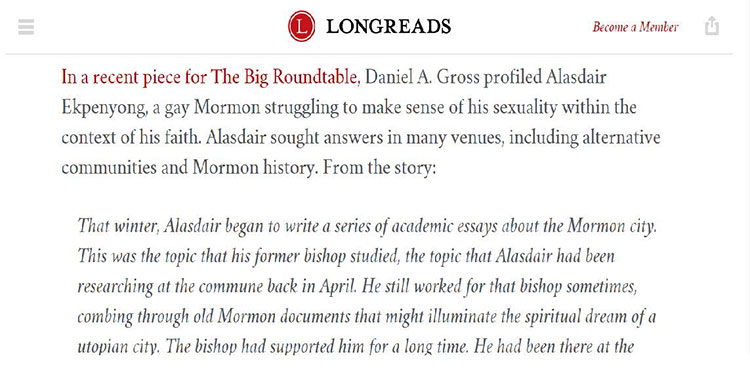 L LONGREADS Become a Member
In a recent piece for The Big Roundtable, Daniel A. Gross profiled Alasdair
Ekpenyong, a gay Mormon struggling to make sense of his sexuality within the
context of his faith. Alasdair sought answers in many venues, including alternative
communities and Mormon history. From the story:
That winter, Alasdair began to write a series of academic essays about the Mormon city.
This was the topic that his former bishop studied, the topic that Alasdair had been
researching at the commune back in April. He still worked for that bishop sometimes,
combing through old Mormon documents that might illuminate the spiritual dream of a
utopian city. The bishop had supported him for a long time. He had been there at the